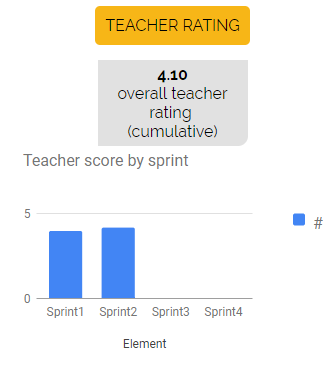 TEACHER RATING
4.10
overall teacher
rating
(cumulative)
Teacher score by sprint
5
#
0
Sprint1 Sprint2 Sprint3 Sprint4
Element